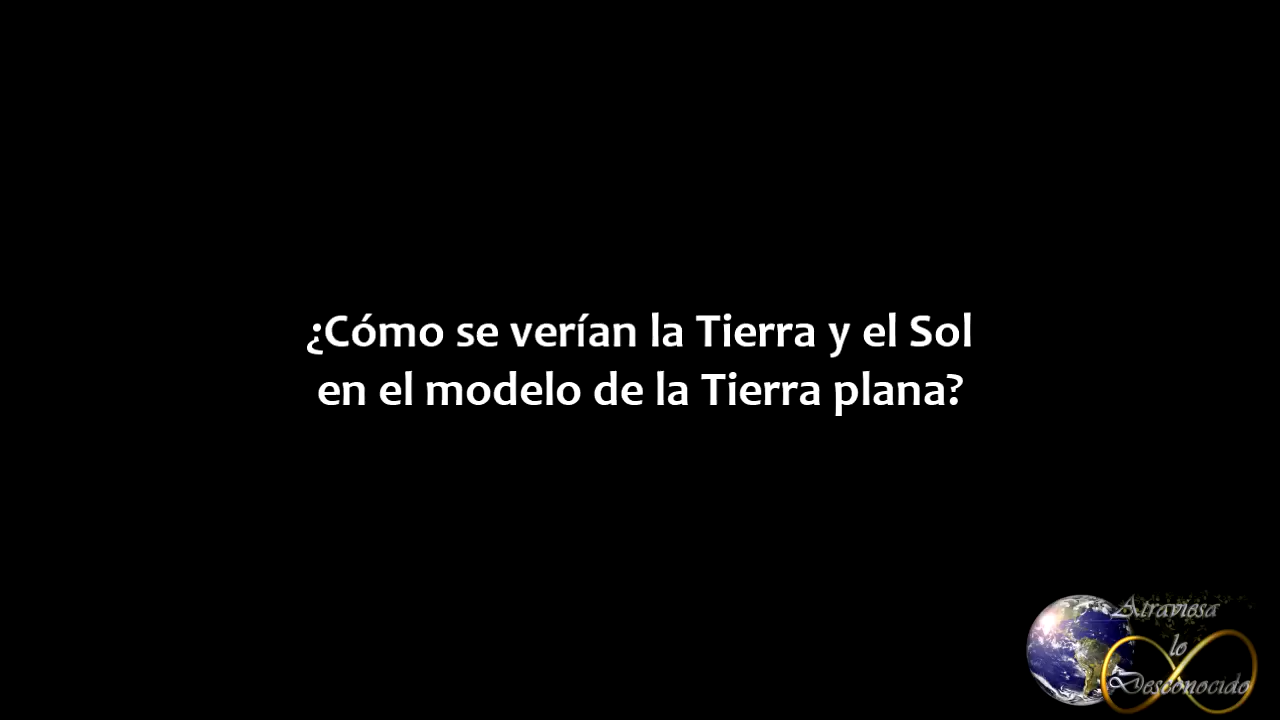 ¿Cómo se verían la Tierra y el Sol
en el modelo de la Tierra plana?
Atraviesa
lo
Desconocido